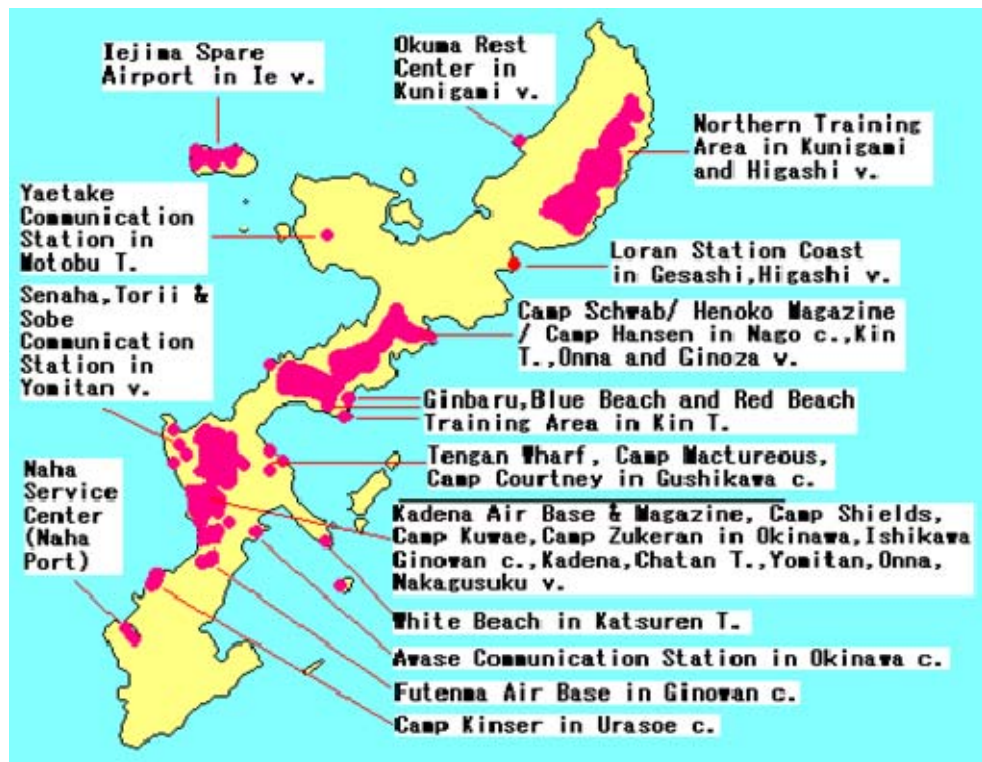 Iejima Spare
Airport in Ie v.
Okuma Rest
Center in
Kunigami v.
Northern Training
Area in Kunigami
and Higashi v.
Yaetake
Communication
Station in
Motobu T.
Loran Station Coast
in Gesashi,Higashi v.
Senaha,Torii &
Sobe
Communication
Station in
Yomitan v.
Camp Schwab/ Henoko Magazine
/ Camp Hansen in Nago c.,Kin
T.,Onna and Ginoza v.
Ginbaru,Blue Beach and Red Beach
Training Area in Kin T.
Tengan Wharf, Camp Mactureous,
Camp Courtney in Gushikawa c.
Naha
Service
Center
(Naha
Port)
Kadena Air Base & Magazine, Camp Shields,
Camp Kuwae,Camp Zukeran in Okinawa,Ishikawa
Ginowan c.,Kadena,Chatan T.,Yomitan,Onna,
Nakagusuku v.
White Beach in Katsuren T.
Awase Communication Station in Okinawa c.
Futenma Air Base in Ginowan c.
Camp Kinser in Urasoe c.